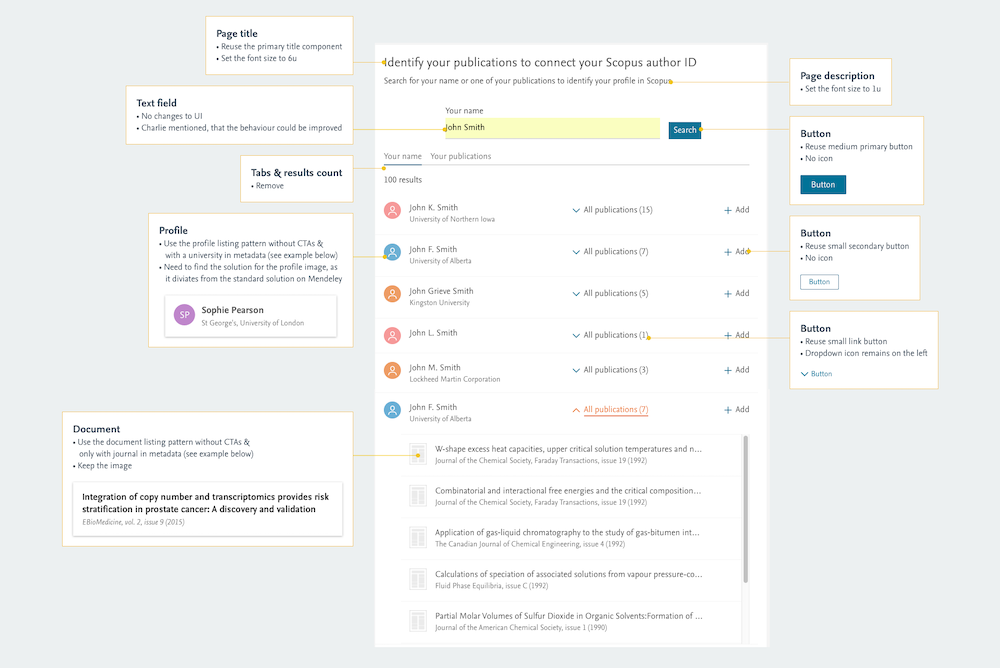 Page title
• Reuse the primary title component
• Set the font size to 6u
Text field
• No changes to UI
• Charlie mentioned, that the behaviour could be improved
Tabs & results count
• Remove
Profile
• Use the profile listing pattern without CTAs &
with a university in metadata (see example below)
• Need to find the solution for the profile image, as
it diviates from the standard solution on Mendeley
SP
Sophie Pearson
St George's, University of London
Document
• Use the document listing pattern without CTAs &
only with journal in metadata (see example below)
• Keep the image
Integration of copy number and transcriptomics provides risk
stratification in prostate cancer: A discovery and validation
EBioMedicine, vol. 2, issue 9 (2015)
Identify your publications to connect your Scopus author ID
Search for your name or one of your publications to identify your profile in Scopus
Your name
John Smith
Search
Your name Your publications
100 results
John K. Smith
University of Northern Iowa
All publications (15)
Add
John F. Smith
University of Alberta
All publications (7)
Add
John Grieve Smith
Kingston University
All publications (5)
Add
John L. Smith
All publications (1)
Add
John M. Smith
Lockheed Martin Corporation
All publications (3)
Add
John F. Smith
University of Alberta
All publications (7)
Add
W-shape excess heat capacities, upper critical solution temperatures and n...
Journal of the Chemical Society, Faraday Transactions, issue 19 (1992)
Combinatorial and interactional free energies and the critical composition...
Journal of the Chemical Society, Faraday Transactions, issue 19 (1992)
Application of gas-liquid chromatography to the study of gas-bitumen int...
The Canadian Journal of Chemical Engineering, issue 4 (1992)
Calculations of speciation of associated solutions from vapour pressure-co...
Fluid Phase Equilibria, issue C (1992)
Partial Molar Volumes of Sulfur Dioxide in Organic Solvents:Formation of ...
Journal of the American Chemical Society, issue 1 (1990)
Page description
• Set the font size to 1u
Button
• Reuse medium primary button
• No icon
Button
Button
• Reuse small secondary button
• No icon
Button
Button
• Reuse small link button
• Dropdown icon remains on the left
Button